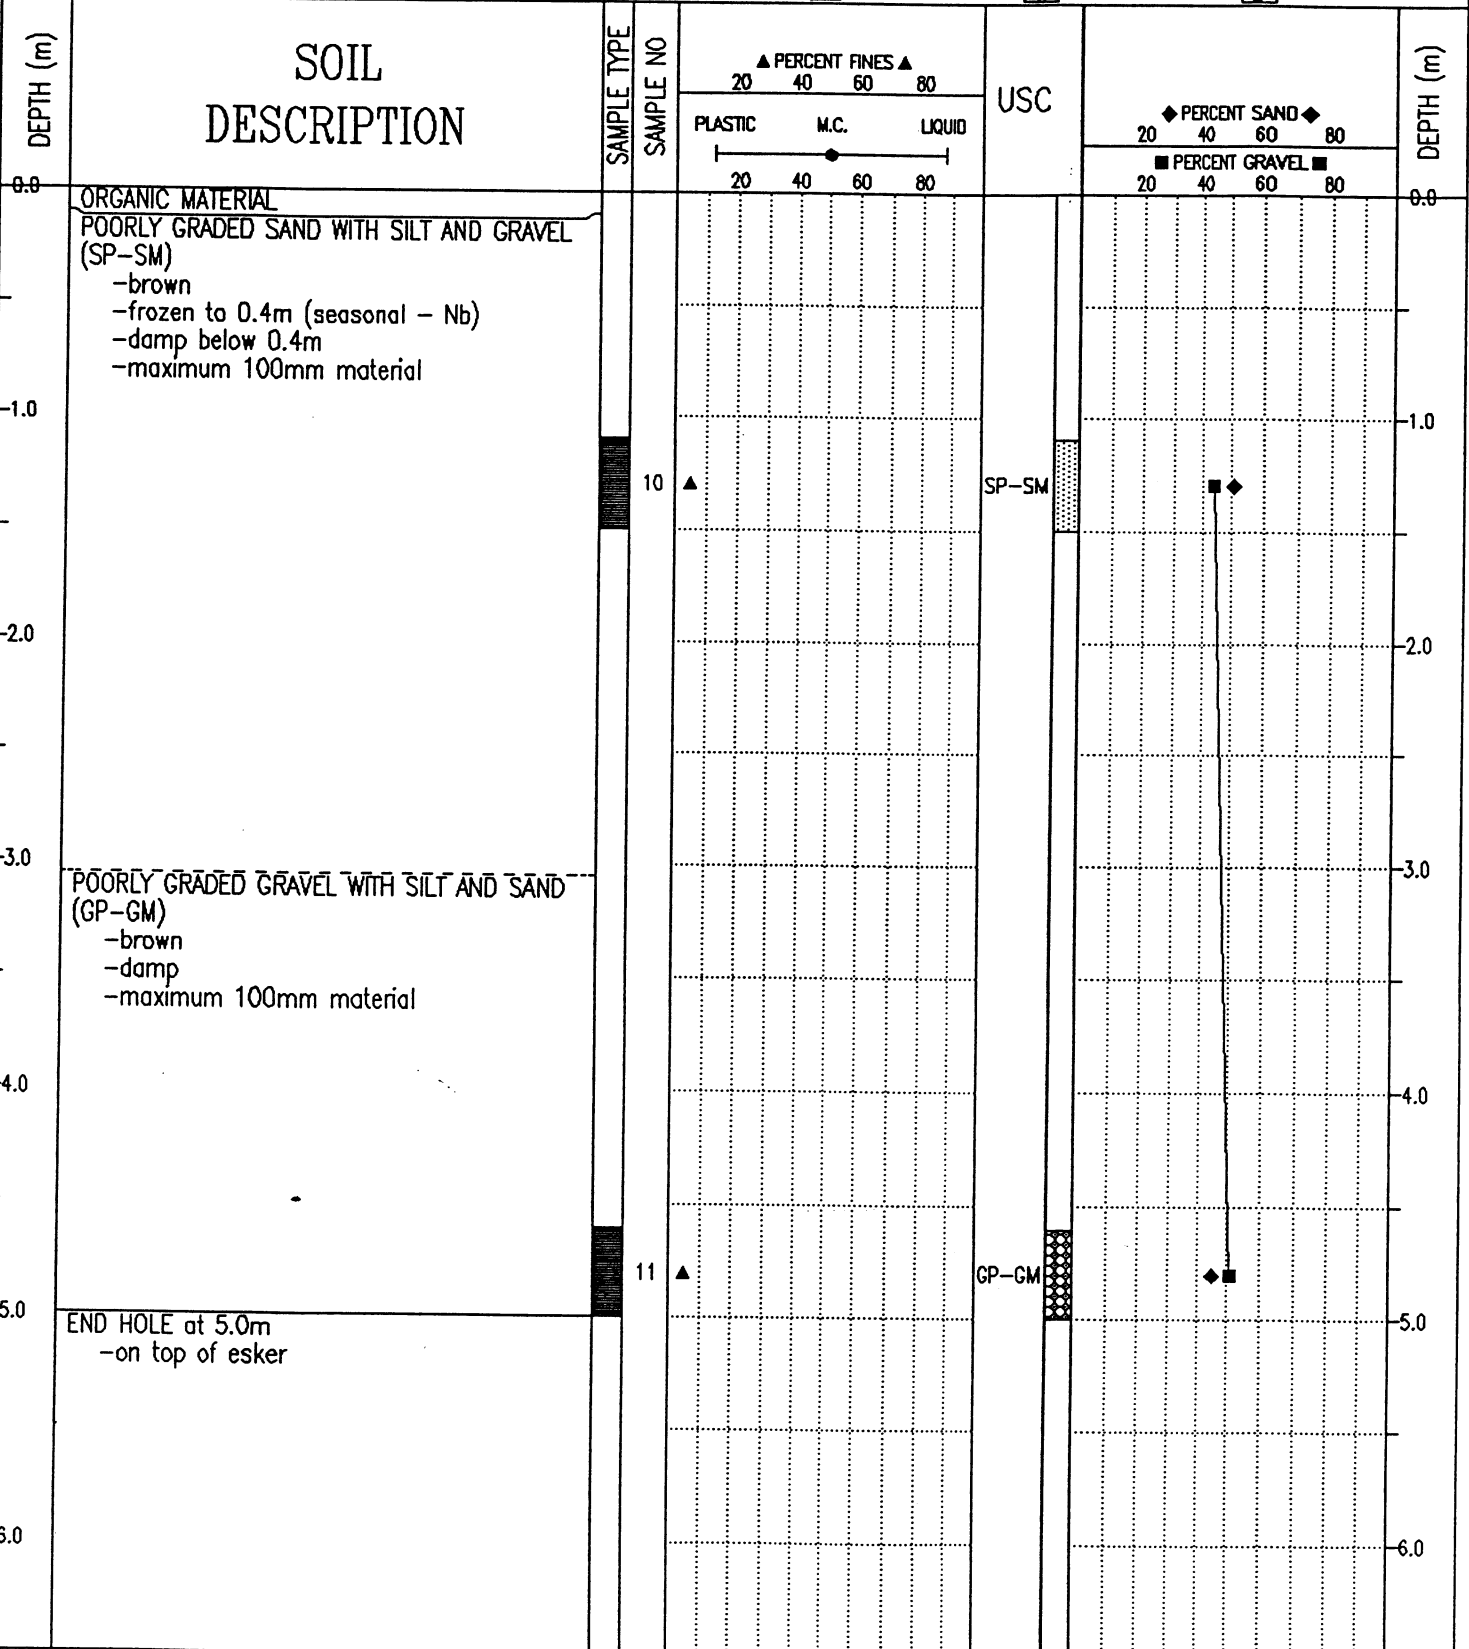 DEPTH (m)
SOIL
DESCRIPTION
SAMPLE TYPE
SAMPLE NO
▲ PERCENT FINES ▲
20 40 60 80
PLASTIC M.C. LIQUID
20 40 60 80
USC
◆ PERCENT SAND ◆
20 40 60 80
■ PERCENT GRAVEL ■
20 40 60 80
DEPTH (m)
0.0
0.0
ORGANIC MATERIAL
POORLY GRADED SAND WITH SILT AND GRAVEL
(SP-SM)
-brown
-frozen to 0.4m (seasonal - Nb)
-damp below 0.4m
-maximum 100mm material
1.0
1.0
10
SP-SM
2.0
2.0
3.0
3.0
POORLY GRADED GRAVEL WITH SILT AND SAND
(GP-GM)
-brown
-damp
-maximum 100mm material
4.0
4.0
11
GP-GM
5.0
5.0
END HOLE at 5.0m
-on top of esker
6.0
6.0